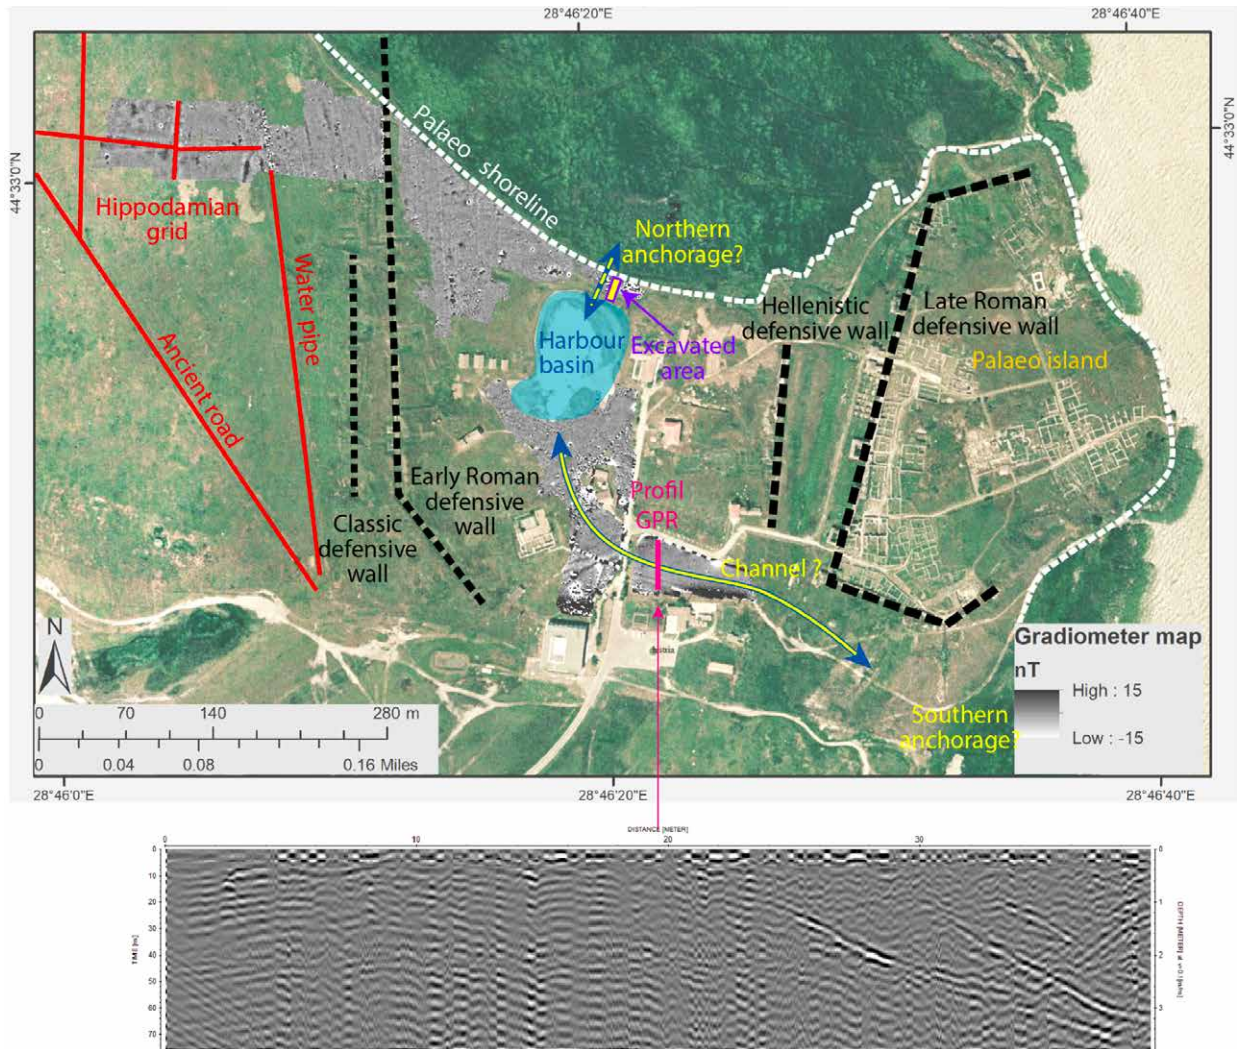 28°46'20"E
28°46'40"E
44°33'0"N
44°33'0"N
Palaeo shoreline
Hippodamian
grid
Water pipe
Ancient road
Northern
anchorage?
Harbour
basin
Excavated
area
Hellenistic
defensive wall
Late Roman
defensive wall
Palaeo island
Early Roman
defensive
wall
Classic
defensive
wall
Profil
GPR
Channel ?
Southern
anchorage?
N
0 70 140 280 m
0 0.04 0.08 0.16 Miles
Gradiometer map
nT
High : 15
Low : -15
28°46'0"E
28°46'20"E
28°46'40"E
DISTANCE [METER]
0 10 20 30
0
10
20
30
40
50
60
70
TIME [ns]
0
1
2
3